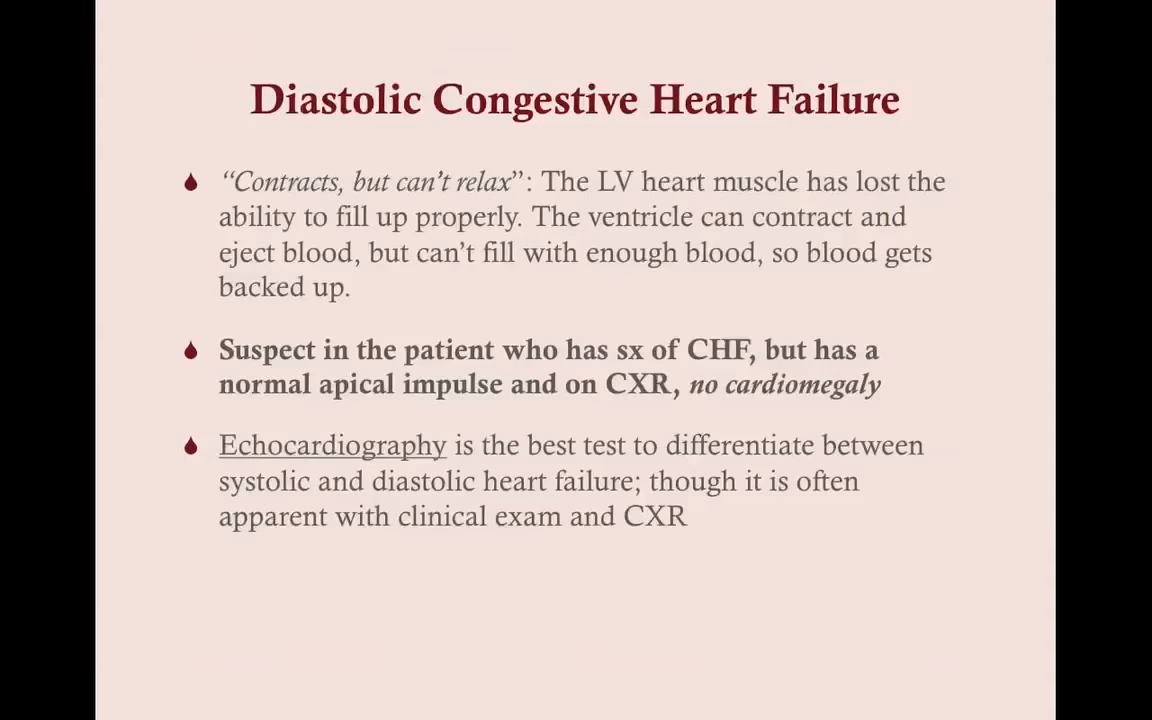 Diastolic Congestive Heart Failure
“Contracts, but can’t relax”: The LV heart muscle has lost the
ability to fill up properly. The ventricle can contract and
eject blood, but can’t fill with enough blood, so blood gets
backed up.
Suspect in the patient who has sx of CHF, but has a
normal apical impulse and on CXR, no cardiomegaly
Echocardiography is the best test to differentiate between
systolic and diastolic heart failure; though it is often
apparent with clinical exam and CXR